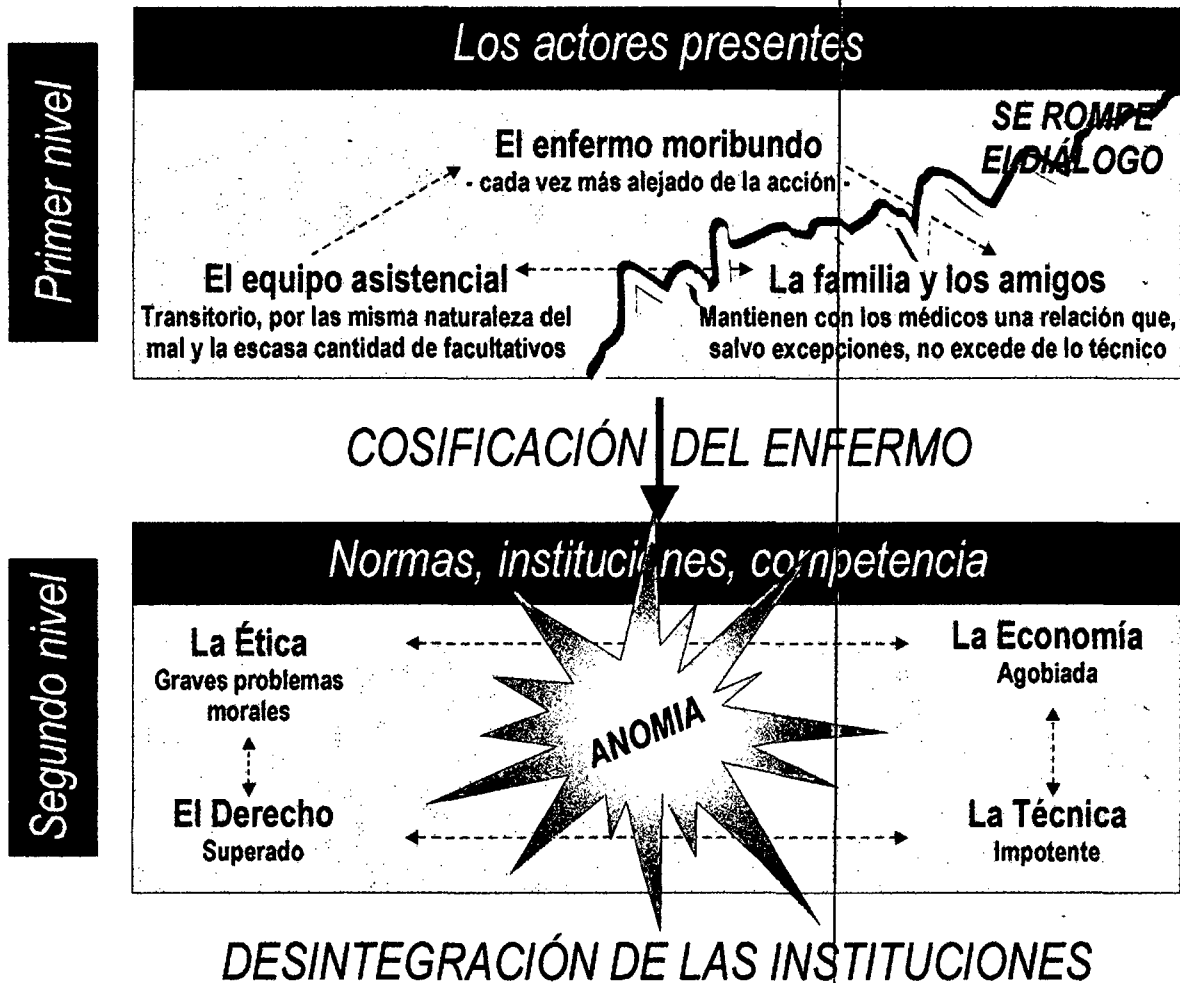 Primer nivel
Los actores presentes
SE ROMPE
El DIÁLOGO
El enfermo moribundo
- cada vez más alejado de la acción -
El equipo asistencial
Transitorio, por las misma naturaleza del
mal y la escasa cantidad de facultativos
La familia y los amigos
Mantienen con los médicos una relación que,
salvo excepciones, no excede de lo técnico
COSIFICACIÓN DEL ENFERMO
Segundo nivel
Normas, instituciones, competencia
La Ética
Graves problemas
morales
La Economía
Agobiada
ANOMIA
El Derecho
Superado
La Técnica
Impotente
DESINTEGRACIÓN DE LAS INSTITUCIONES